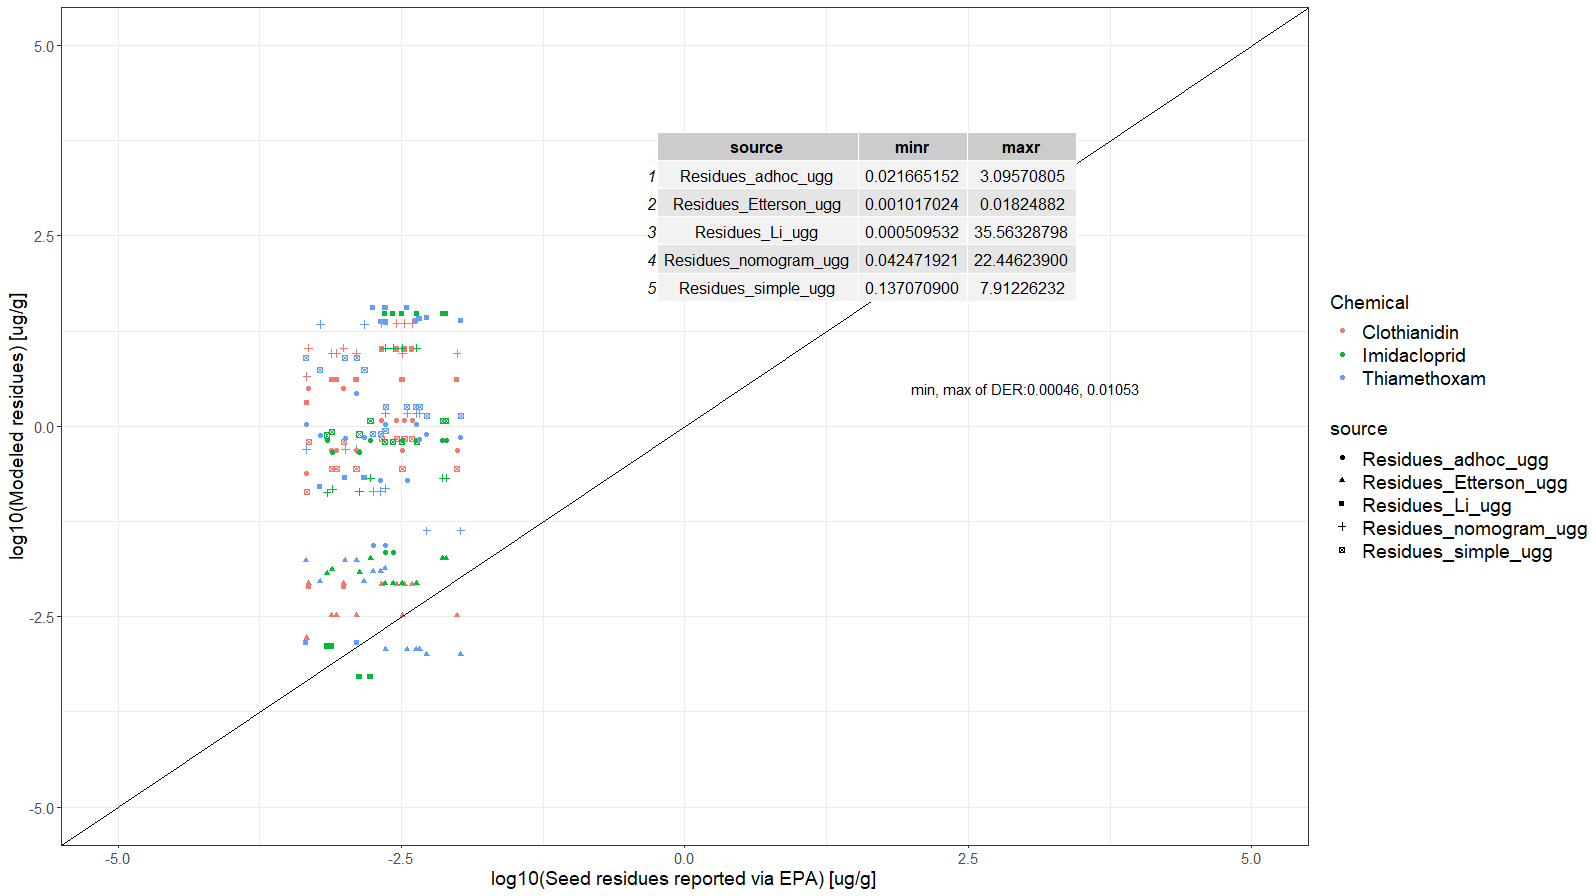 5.0
2.5
0.0
-2.5
-5.0
log10(Modeled residues) [ug/g]
source minr maxr
1 Residues_adhoc_ugg 0.021665152 3.09570805
2 Residues_Etterson_ugg 0.001017024 0.01824882
3 Residues_Li_ugg 0.000509532 35.56328798
4 Residues_nomogram_ugg 0.042471921 22.44623900
5 Residues_simple_ugg 0.137070900 7.91226232
min, max of DER:0.00046, 0.01053
-5.0 -2.5 0.0 2.5 5.0
log10(Seed residues reported via EPA) [ug/g]
Chemical
Clothianidin
Imidacloprid
Thiamethoxam
source
Residues_adhoc_ugg
Residues_Etterson_ugg
Residues_Li_ugg
Residues_nomogram_ugg
Residues_simple_ugg